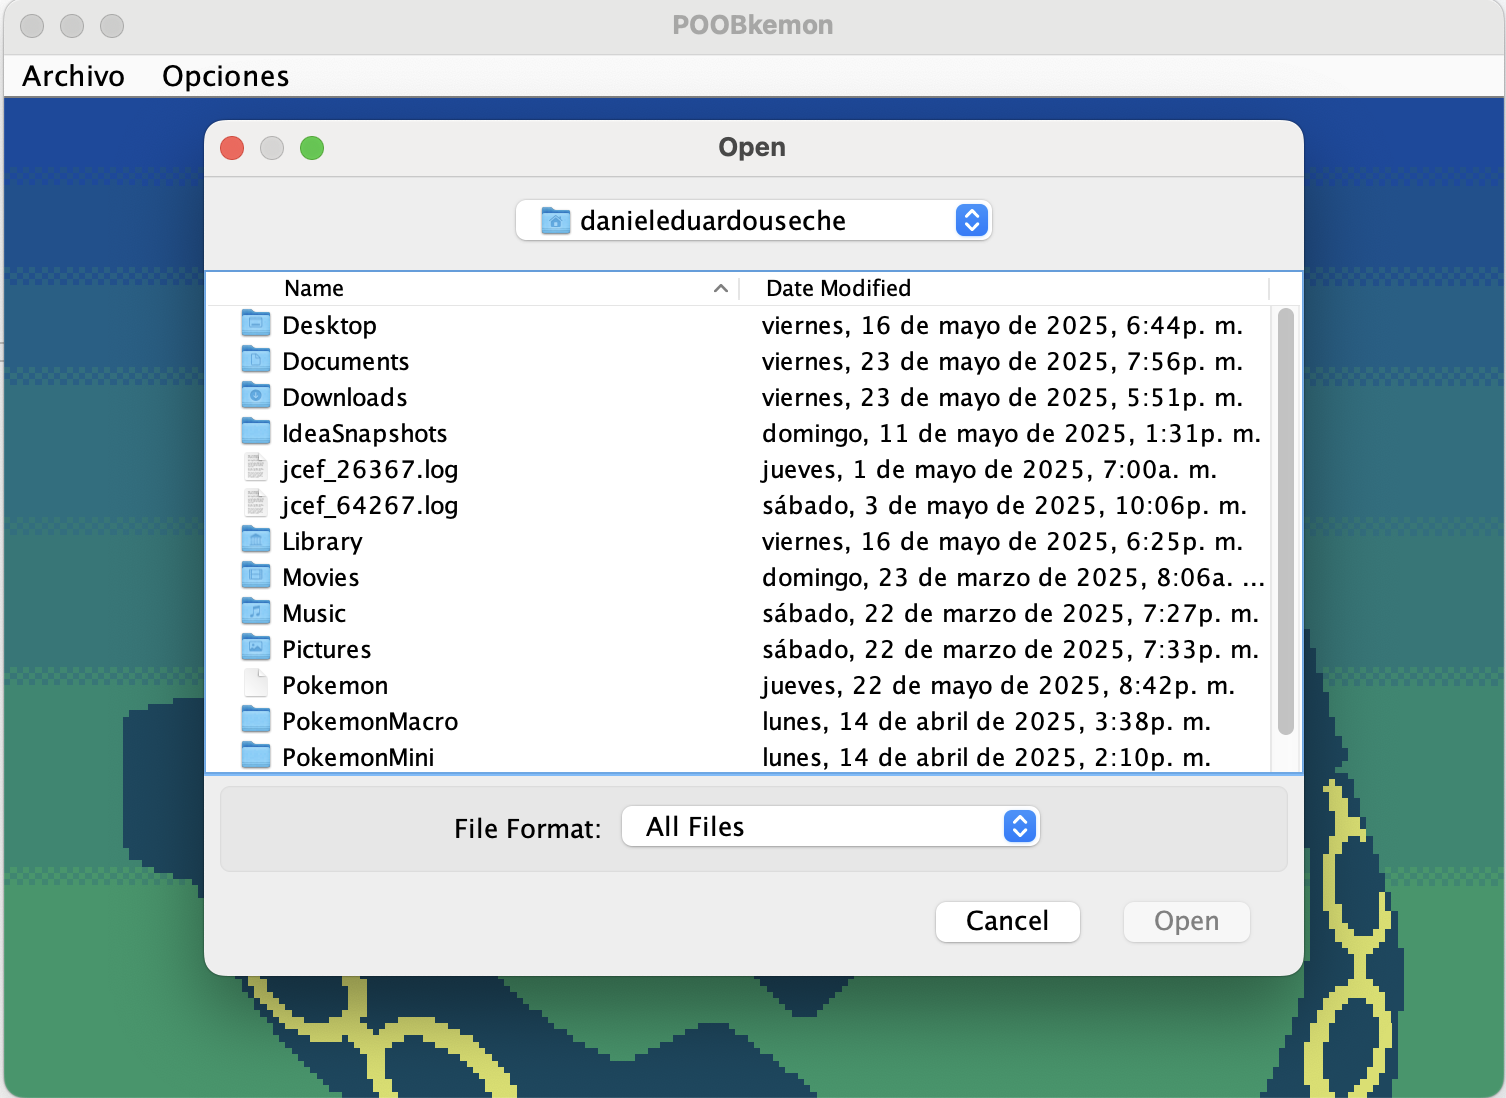 POOBkemon
Archivo Opciones
Open
danieleduardouseche
Name Date Modified
Desktop viernes, 16 de mayo de 2025, 6:44p. m.
Documents viernes, 23 de mayo de 2025, 7:56p. m.
Downloads viernes, 23 de mayo de 2025, 5:51p. m.
IdeaSnapshots domingo, 11 de mayo de 2025, 1:31p. m.
jcef_26367.log jueves, 1 de mayo de 2025, 7:00a. m.
jcef_64267.log sábado, 3 de mayo de 2025, 10:06p. m.
Library viernes, 16 de mayo de 2025, 6:25p. m.
Movies domingo, 23 de marzo de 2025, 8:06a. ...
Music sábado, 22 de marzo de 2025, 7:27p. m.
Pictures sábado, 22 de marzo de 2025, 7:33p. m.
Pokemon jueves, 22 de mayo de 2025, 8:42p. m.
PokemonMacro lunes, 14 de abril de 2025, 3:38p. m.
PokemonMini lunes, 14 de abril de 2025, 2:10p. m.
File Format: All Files
Cancel Open